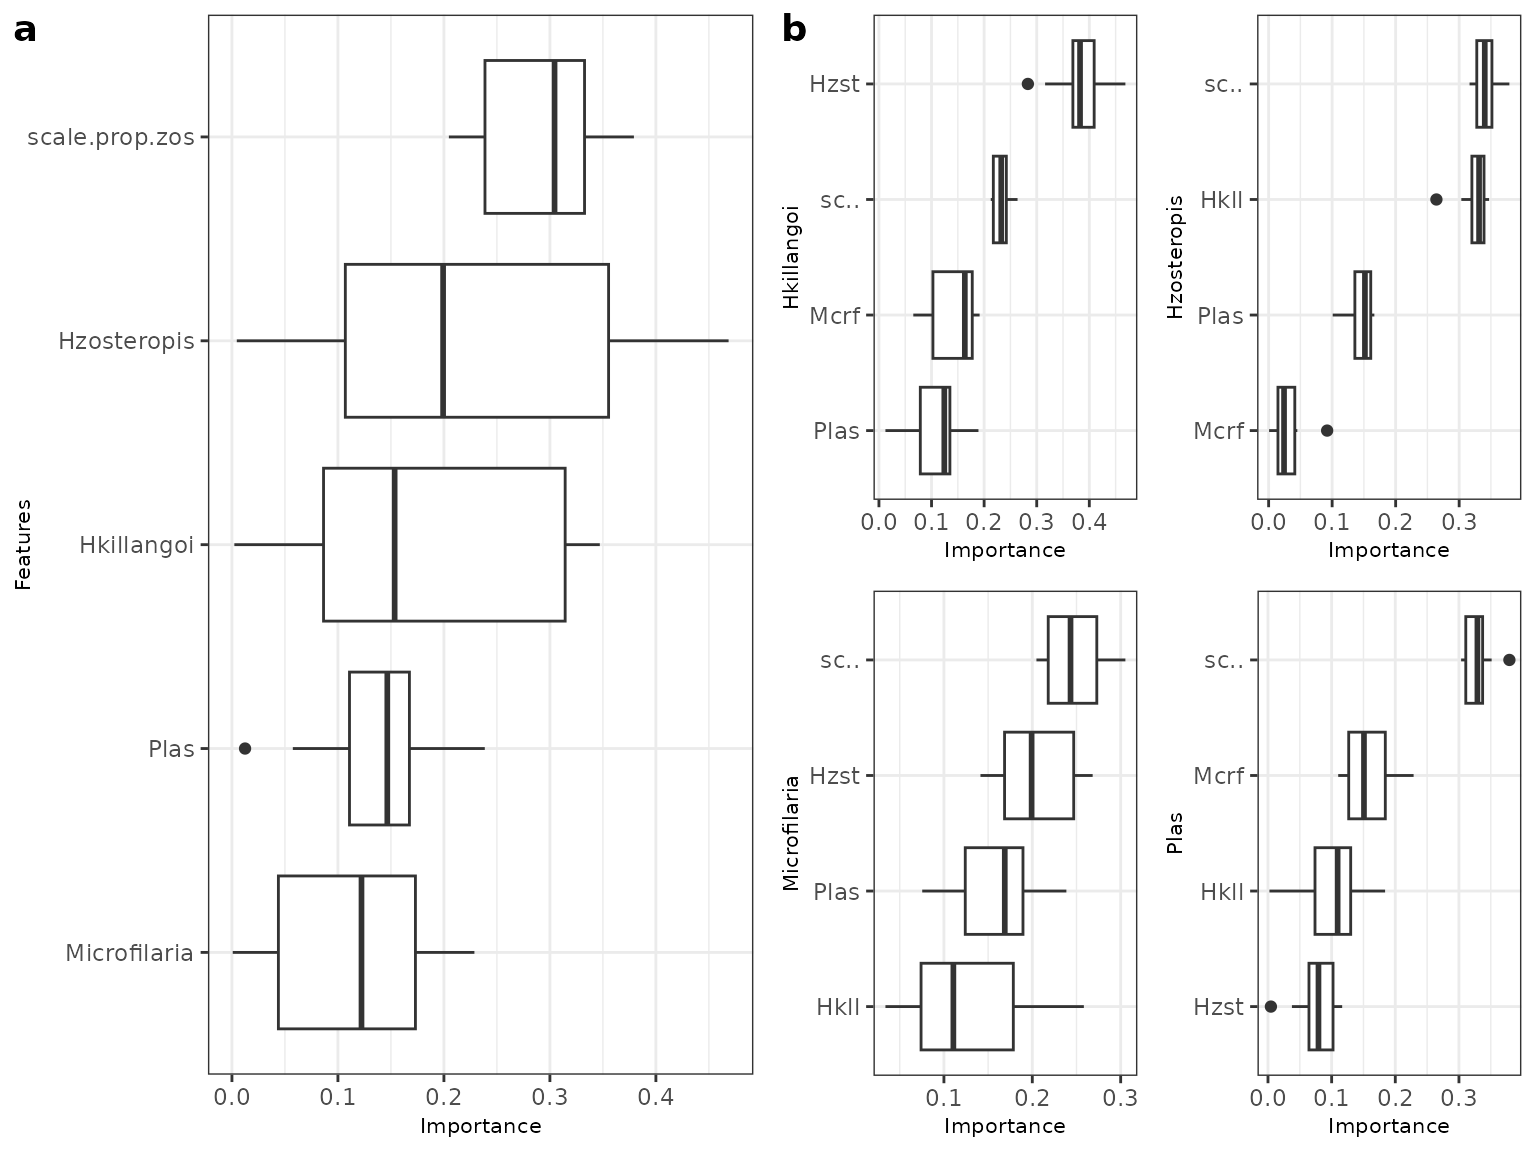 a
Features
scale.prop.zos
Hzosteropis
Hkillangoi
Plas
Microfilaria
0.0 0.1 0.2 0.3 0.4
Importance
b
Hkillangoi
Hzst
sc..
Mcrf
Plas
0.0 0.1 0.2 0.3 0.4
Importance
Hzosteropis
sc..
Hkll
Plas
Mcrf
0.0 0.1 0.2 0.3
Importance
Microfilaria
sc..
Hzst
Plas
Hkll
0.1 0.2 0.3
Importance
Plas
sc..
Mcrf
Hkll
Hzst
0.0 0.1 0.2 0.3
Importance